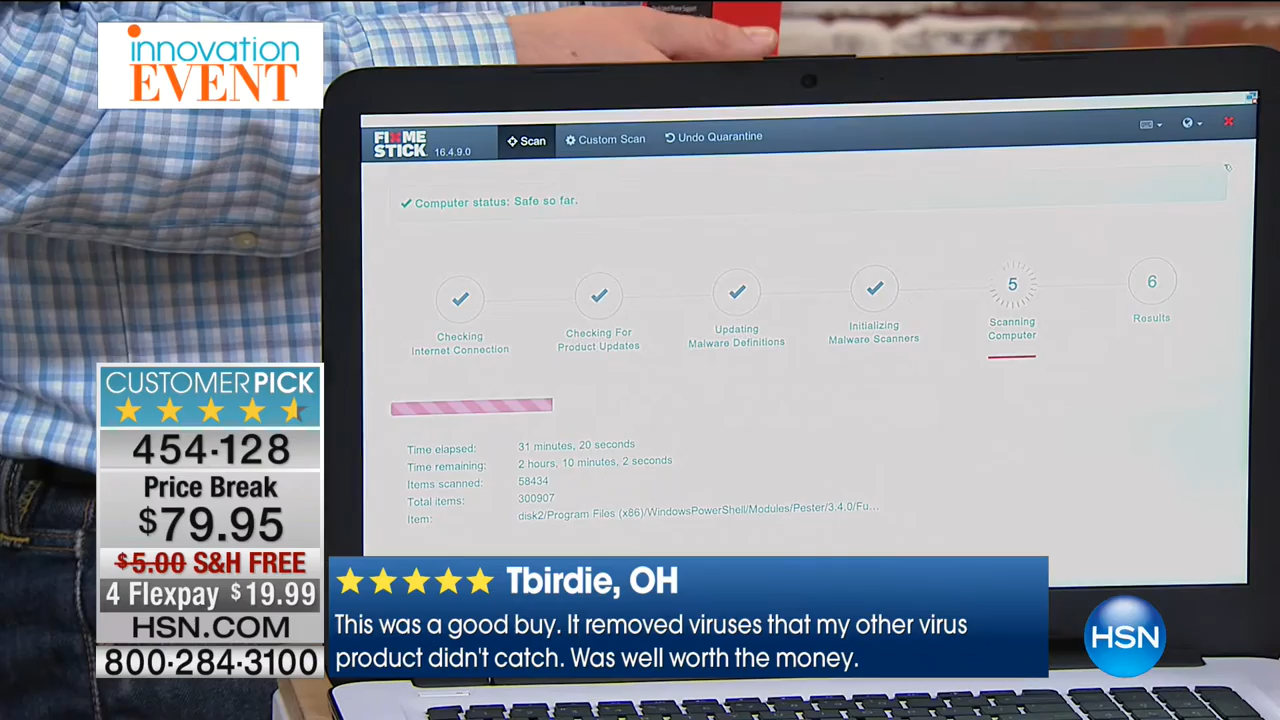 innovation
EVENT
FIXME
STICK
16.4.9.0
Scan
Custom Scan
Undo Quarantine
Computer status: Safe so far.
Checking
Internet Connection
Checking For
Product Updates
Updating
Malware Definitions
Initializing
Malware Scanners
5
Scanning
Computer
6
Results
Time elapsed: 31 minutes, 20 seconds
Time remaining: 2 hours, 10 minutes, 2 seconds
Items scanned: 58434
Total items: 300907
Item: disk2/Program Files (x86)/WindowsPowerShell/Modules/Pester/3.4.0/Fu...
CUSTOMER PICK
454·128
Price Break
$79.95
$5.00 S&H FREE
4 Flexpay $19.99
HSN.COM
800·284·3100
Tbirdie, OH
This was a good buy. It removed viruses that my other virus
product didn't catch. Was well worth the money.
HSN